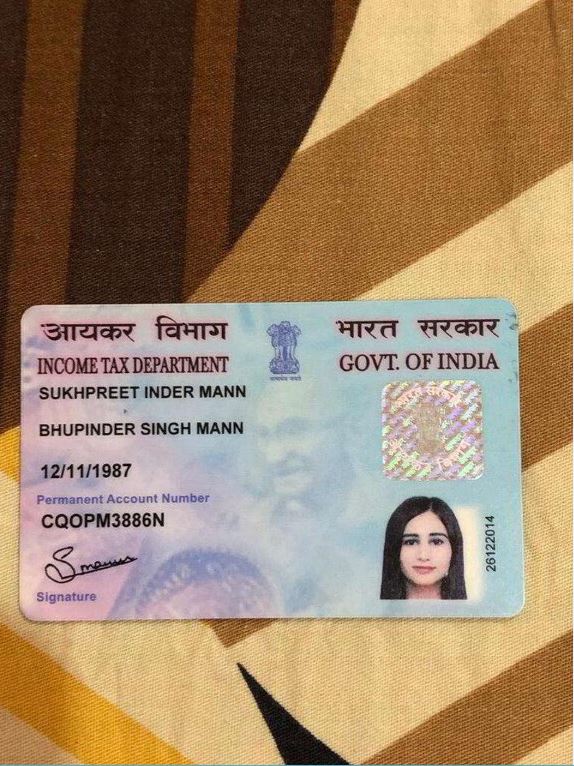 आयकर विभाग
भारत सरकार
INCOME TAX DEPARTMENT
GOVT. OF INDIA
SUKHPREET INDER MANN
BHUPINDER SINGH MANN
12/11/1987
Permanent Account Number
CQOPM3886N
Signature
26122014